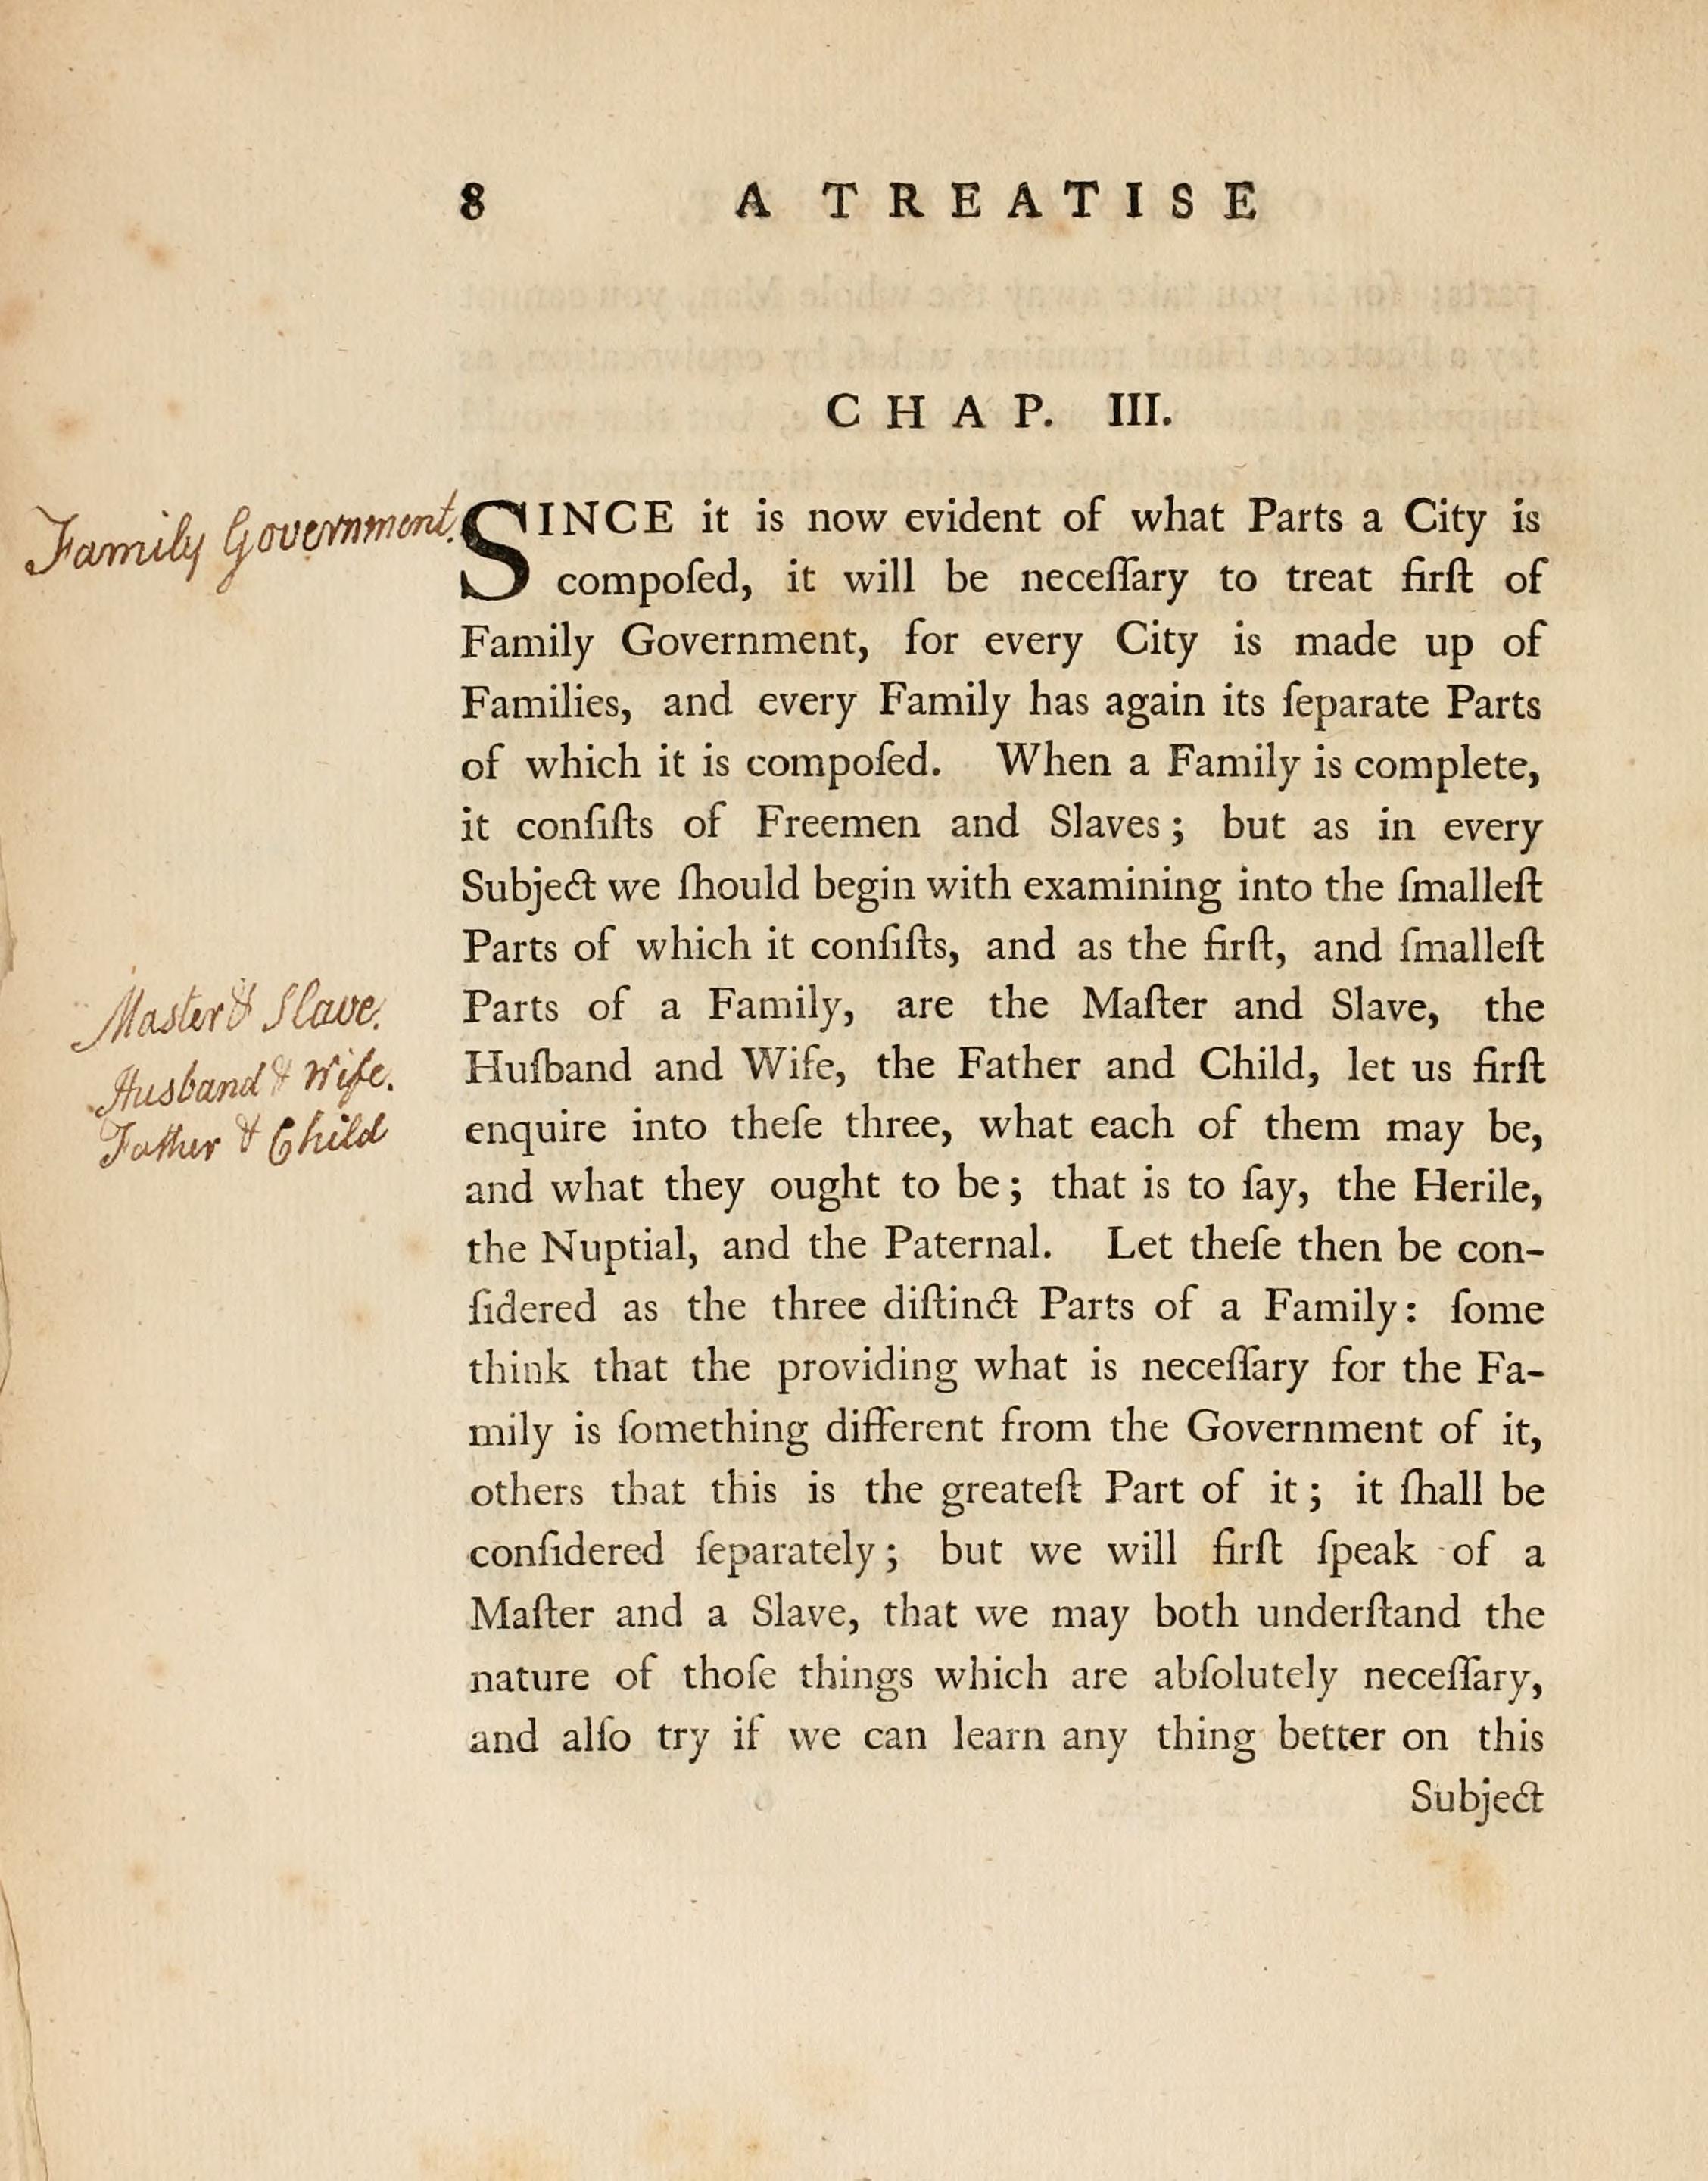 8 A TREATISE
CHAP. III.
Family Government.
SINCE it is now evident of what Parts a City is
compoſed, it will be neceſſary to treat firſt of
Family Government, for every City is made up of
Families, and every Family has again its ſeparate Parts
of which it is compoſed. When a Family is complete,
it conſiſts of Freemen and Slaves; but as in every
Subject we ſhould begin with examining into the ſmalleſt
Parts of which it conſiſts, and as the firſt, and ſmalleſt
Master & Slave.
Parts of a Family, are the Maſter and Slave, the
Husband & Wife.
Huſband and Wife, the Father and Child, let us firſt
Father & Child
enquire into theſe three, what each of them may be,
and what they ought to be; that is to ſay, the Herile,
the Nuptial, and the Paternal. Let theſe then be con-
ſidered as the three diſtinct Parts of a Family: ſome
think that the providing what is neceſſary for the Fa-
mily is ſomething different from the Government of it,
others that this is the greateſt Part of it; it ſhall be
conſidered ſeparately; but we will firſt ſpeak of a
Maſter and a Slave, that we may both underſtand the
nature of thoſe things which are abſolutely neceſſary,
and alſo try if we can learn any thing better on this
Subject